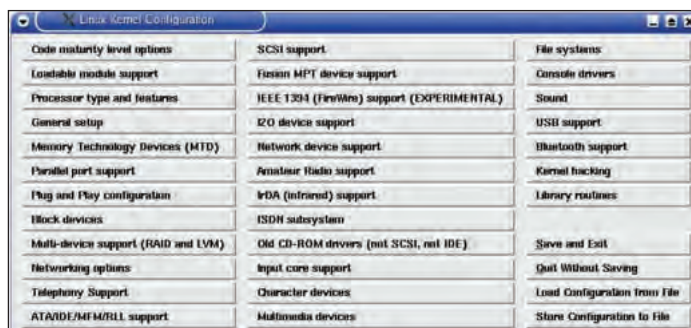 Linux Kernel Configuration
Code maturity level options
Loadable module support
Processor type and features
General setup
Memory Technology Devices (MTD)
Parallel port support
Plug and Play configuration
Block devices
Multi-device support (RAID and LVM)
Networking options
Telephony Support
ATA/IDE/MFM/RLL support
SCSI support
Fusion MPT device support
IEEE 1394 (FireWire) support (EXPERIMENTAL)
I2O device support
Network device support
Amateur Radio support
IrDA (infrared) support
ISDN subsystem
Old CD-ROM drivers (not SCSI, not IDE)
Input core support
Character devices
Multimedia devices
File systems
Console drivers
Sound
USB support
Bluetooth support
Kernel hacking
Library routines
Save and Exit
Quit Without Saving
Load Configuration from File
Store Configuration to File